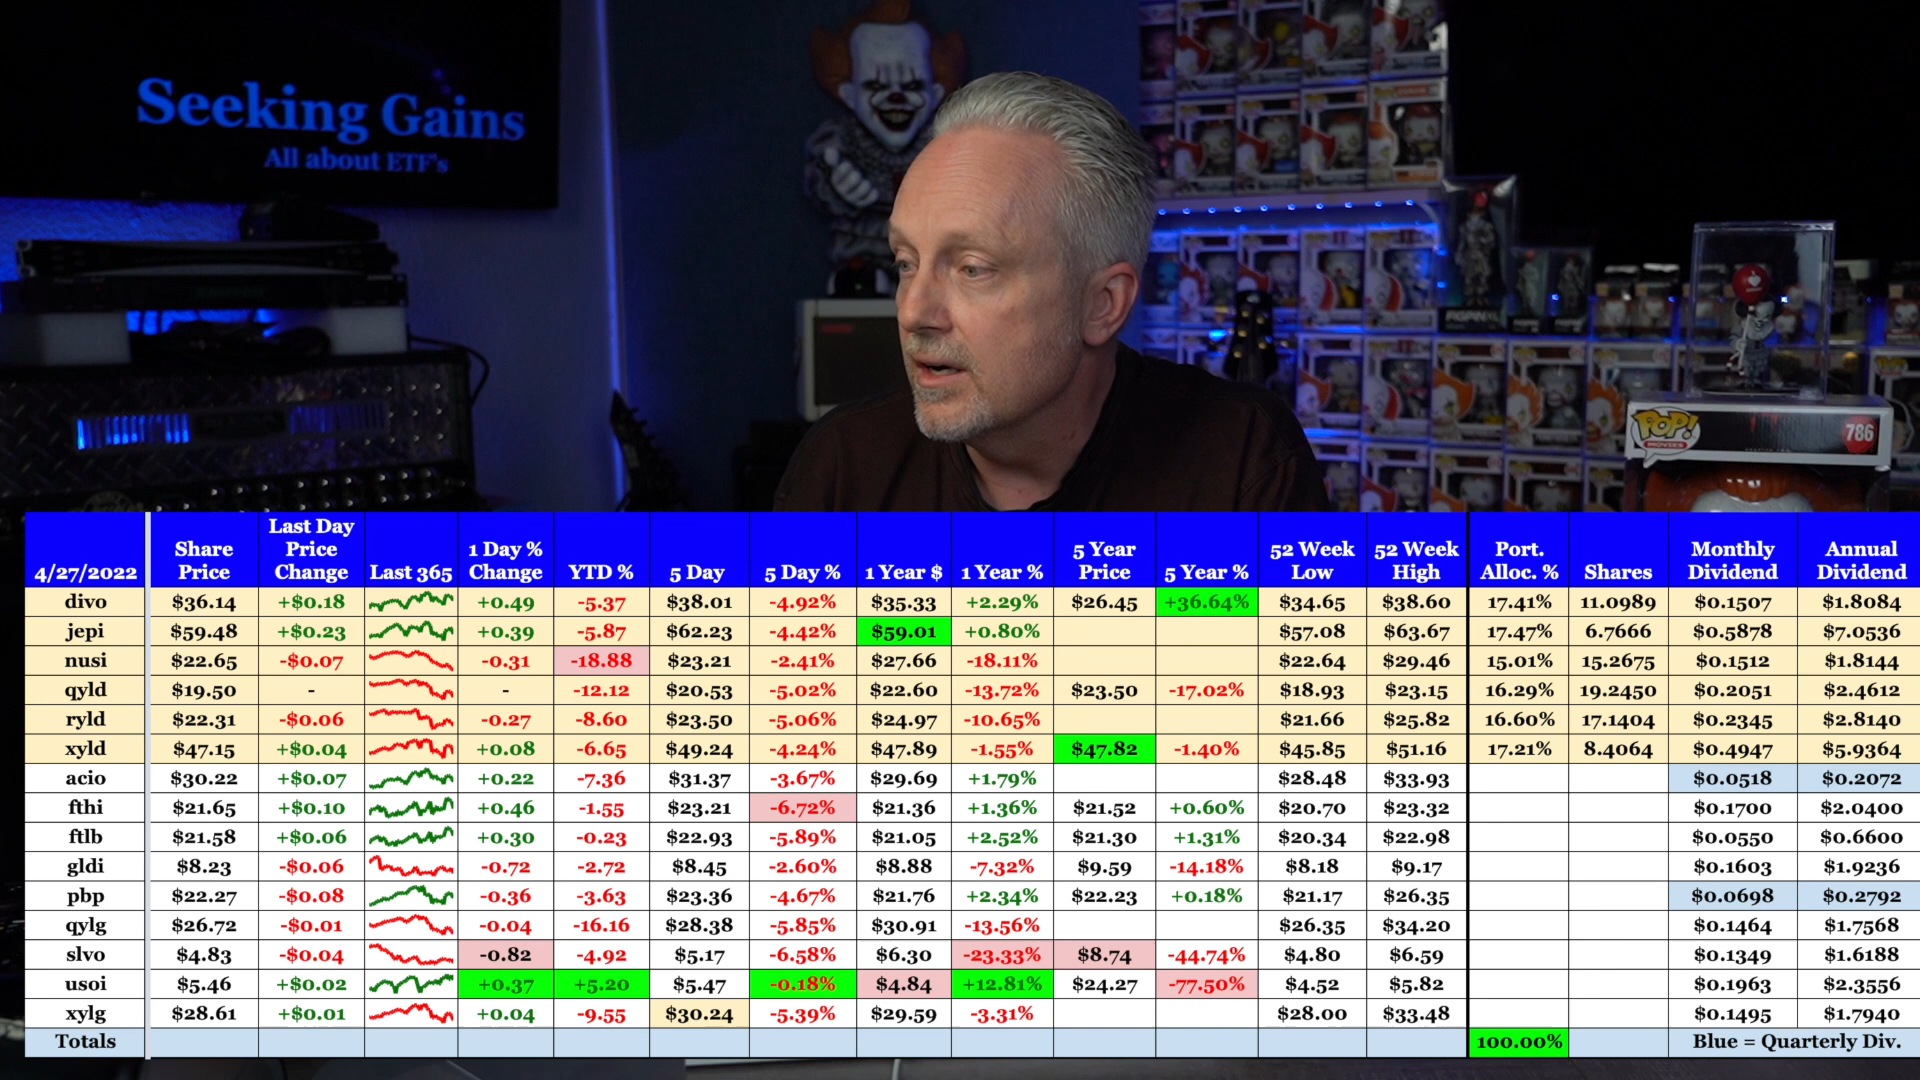 Seeking Gains
All about ETF's
POP!
MOVIES
786
4/27/2022 Share Price Last Day Price Change Last 365 1 Day % Change YTD % 5 Day 5 Day % 1 Year $ 1 Year % 5 Year Price 5 Year % 52 Week Low 52 Week High Port. Alloc. % Shares Monthly Dividend Annual Dividend
divo $36.14 +$0.18 +0.49 -5.37 $38.01 -4.92% $35.33 +2.29% $26.45 +36.64% $34.65 $38.60 17.41% 11.0989 $0.1507 $1.8084
jepi $59.48 +$0.23 +0.39 -5.87 $62.23 -4.42% $59.01 +0.80% $57.08 $63.67 17.47% 6.7666 $0.5878 $7.0536
nusi $22.65 -$0.07 -0.31 -18.88 $23.21 -2.41% $27.66 -18.11% $22.64 $29.46 15.01% 15.2675 $0.1512 $1.8144
qyld $19.50 - - -12.12 $20.53 -5.02% $22.60 -13.72% $23.50 -17.02% $18.93 $23.15 16.29% 19.2450 $0.2051 $2.4612
ryld $22.31 -$0.06 -0.27 -8.60 $23.50 -5.06% $24.97 -10.65% $21.66 $25.82 16.60% 17.1404 $0.2345 $2.8140
xyld $47.15 +$0.04 +0.08 -6.65 $49.24 -4.24% $47.89 -1.55% $47.82 -1.40% $45.85 $51.16 17.21% 8.4064 $0.4947 $5.9364
acio $30.22 +$0.07 +0.22 -7.36 $31.37 -3.67% $29.69 +1.79% $28.48 $33.93 $0.0518 $0.2072
fthi $21.65 +$0.10 +0.46 -1.55 $23.21 -6.72% $21.36 +1.36% $21.52 +0.60% $20.70 $23.32 $0.1700 $2.0400
ftlb $21.58 +$0.06 +0.30 -0.23 $22.93 -5.89% $21.05 +2.52% $21.30 +1.31% $20.34 $22.98 $0.0550 $0.6600
gldi $8.23 -$0.06 -0.72 -2.72 $8.45 -2.60% $8.88 -7.32% $9.59 -14.18% $8.18 $9.17 $0.1603 $1.9236
pbp $22.27 -$0.08 -0.36 -3.63 $23.36 -4.67% $21.76 +2.34% $22.23 +0.18% $21.17 $26.35 $0.0698 $0.2792
qylg $26.72 -$0.01 -0.04 -16.16 $28.38 -5.85% $30.91 -13.56% $26.35 $34.20 $0.1464 $1.7568
slvo $4.83 -$0.04 -0.82 -4.92 $5.17 -6.58% $6.30 -23.33% $8.74 -44.74% $4.80 $6.59 $0.1349 $1.6188
usoi $5.46 +$0.02 +0.37 +5.20 $5.47 -0.18% $4.84 +12.81% $24.27 -77.50% $4.52 $5.82 $0.1963 $2.3556
xylg $28.61 +$0.01 +0.04 -9.55 $30.24 -5.39% $29.59 -3.31% $28.00 $33.48 $0.1495 $1.7940
Totals 100.00% Blue = Quarterly Div.